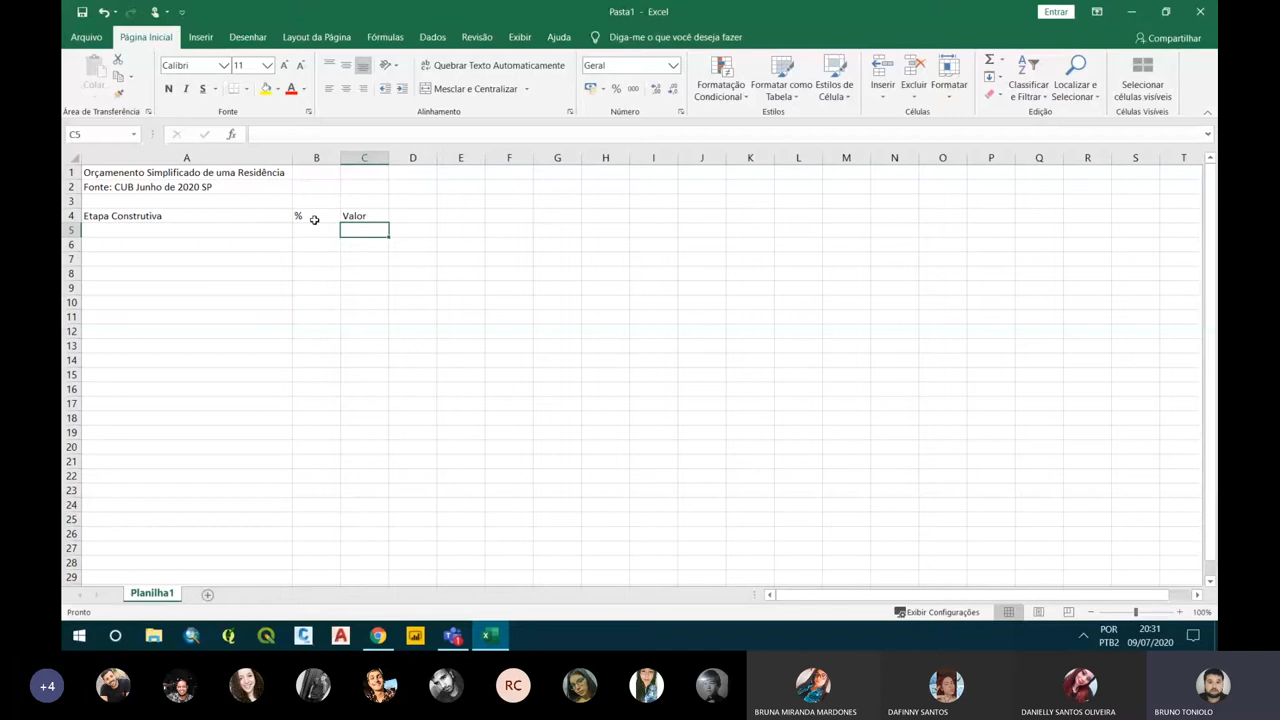 Pasta1 - Excel
Entrar
Arquivo
Página Inicial
Inserir
Desenhar
Layout da Página
Fórmulas
Dados
Revisão
Exibir
Ajuda
Diga-me o que você deseja fazer
Compartilhar
Colar
Calibri
11
Quebrar Texto Automaticamente
Geral
N I S
Mesclar e Centralizar
% 000
Formatação Condicional
Formatar como Tabela
Estilos de Célula
Inserir
Excluir
Formatar
Classificar e Filtrar
Localizar e Selecionar
Selecionar células visíveis
Área de Transferência
Fonte
Alinhamento
Número
Estilos
Células
Edição
Células Visíveis
C5
fx
A B C D E F G H I J K L M N O P Q R S T
1 Orçamenento Simplificado de uma Residência
2 Fonte: CUB Junho de 2020 SP
3
4 Etapa Construtiva % Valor
5
6
7
8
9
10
11
12
13
14
15
16
17
18
19
20
21
22
23
24
25
26
27
28
29
Planilha1
Pronto
Exibir Configurações
100%
POR
PTB2
20:31
09/07/2020
+4
RC
BRUNA MIRANDA MARDONES
DAFINNY SANTOS
DANIELLY SANTOS OLIVEIRA
BRUNO TONIOLO